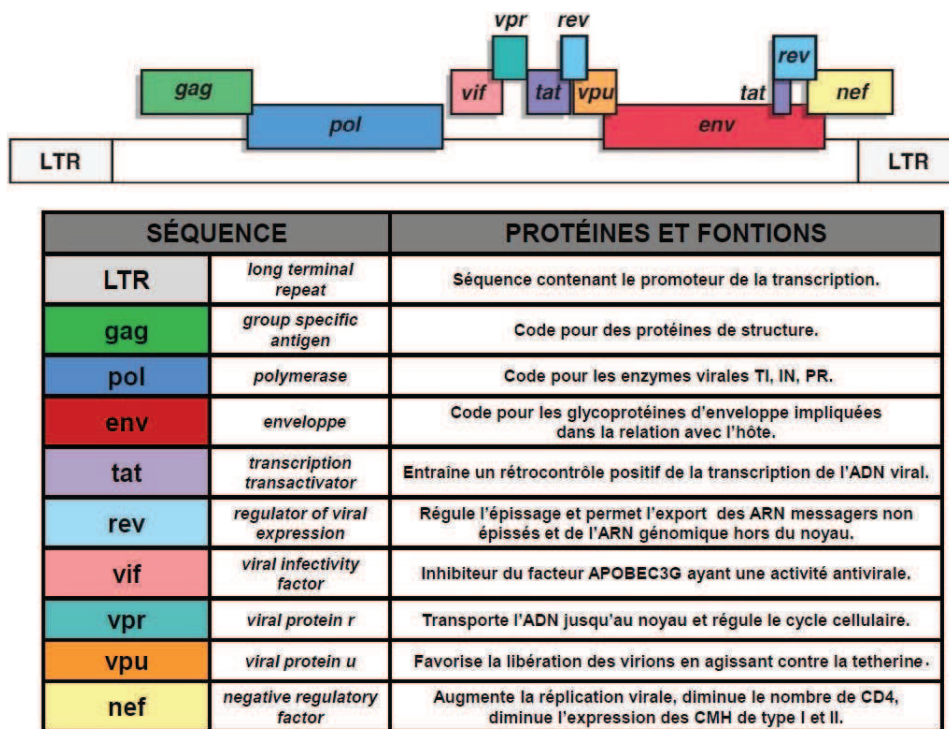 vpr rev
gag vif tat vpu rev nef
pol tat env
LTR LTR
SÉQUENCE PROTÉINES ET FONTIONS
LTR long terminal
repeat Séquence contenant le promoteur de la transcription.
gag group specific
antigen Code pour des protéines de structure.
pol polymerase Code pour les enzymes virales TI, IN, PR.
env enveloppe Code pour les glycoprotéines d'enveloppe impliquées
dans la relation avec l'hôte.
tat transcription
transactivator Entraîne un rétrocontrôle positif de la transcription de l'ADN viral.
rev regulator of viral
expression Régule l'épissage et permet l'export des ARN messagers non
épissés et de l'ARN génomique hors du noyau.
vif viral infectivity
factor Inhibiteur du facteur APOBEC3G ayant une activité antivirale.
vpr viral protein r Transporte l'ADN jusqu'au noyau et régule le cycle cellulaire.
vpu viral protein u Favorise la libération des virions en agissant contre la tetherine.
nef negative regulatory
factor Augmente la réplication virale, diminue le nombre de CD4,
diminue l'expression des CMH de type I et II.